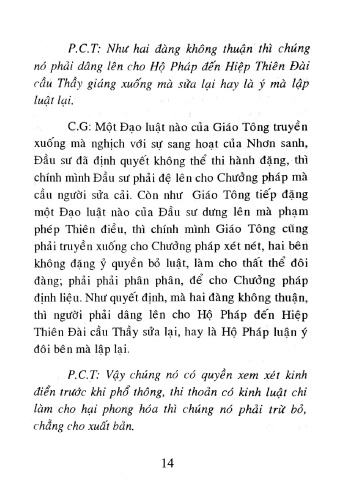 P.C.T: Như hai đàng không thuận thì chúng
nó phải dâng lên cho Hộ Pháp đến Hiệp Thiên Đài
cầu Thầy giáng xuống mà sửa lại hay là ý mà lập
luật lại.
C.G: Một Đạo luật nào của Giáo Tông truyền
xuống mà nghịch với sự sang hoạt của Nhơn sanh,
Đầu sư đã định quyết không thể thi hành đặng, thì
chính mình Đầu sư phải đệ lên cho Chưởng pháp mà
cầu người sửa cải. Còn như Giáo Tông tiếp đặng
một Đạo luật nào của Đầu sư dưng lên mà phạm
phép Thiên điều, thì chính mình Giáo Tông cũng
phải truyền xuống cho Chưởng pháp xét nét, hai bên
không đặng ỷ quyền bỏ luật, làm cho thất thể đôi
đàng; phải phải phân phân, để cho Chưởng pháp
định liệu. Như quyết định, mà hai đàng không thuận,
thì người phải dâng lên cho Hộ Pháp đến Hiệp
Thiên Đài cầu Thầy sửa lại, hay là Hộ Pháp luận ý
đôi bên mà lập lại.
P.C.T: Vậy chúng nó có quyền xem xét kinh
điển trước khi phổ thông, thi thoản có kinh luật chi
làm cho hại phong hóa thì chúng nó phải trừ bỏ,
chẳng cho xuất bản.
14